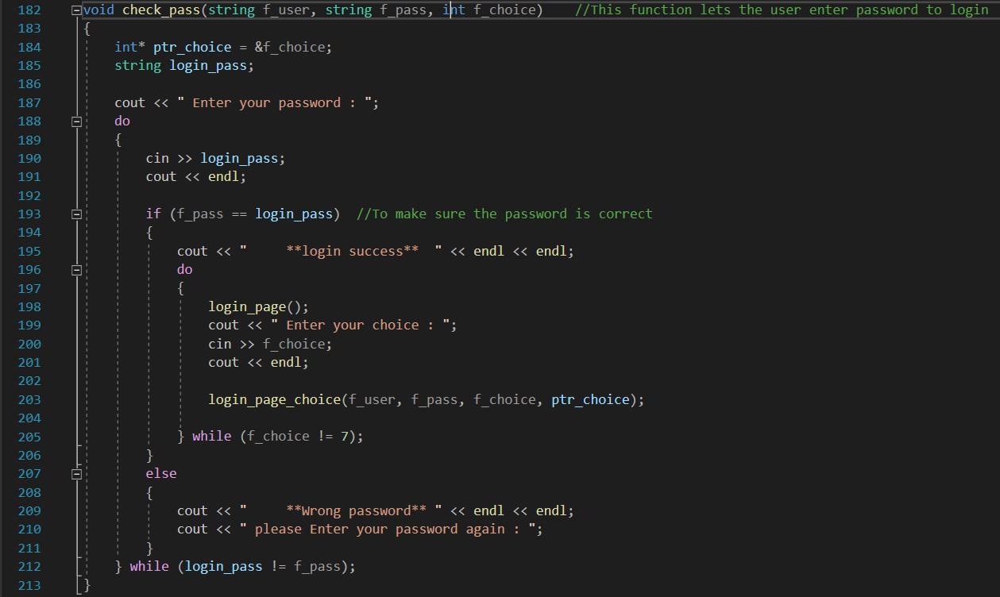 182 void check_pass(string f_user, string f_pass, int f_choice)    //This function lets the user enter password to login
183 {
184     int* ptr_choice = &f_choice;
185     string login_pass;
186
187     cout << " Enter your password : ";
188     do
189     {
190         cin >> login_pass;
191         cout << endl;
192
193         if (f_pass == login_pass)  //To make sure the password is correct
194         {
195             cout << "     **login success**  " << endl << endl;
196             do
197             {
198                 login_page();
199                 cout << " Enter your choice : ";
200                 cin >> f_choice;
201                 cout << endl;
202
203                 login_page_choice(f_user, f_pass, f_choice, ptr_choice);
204
205             } while (f_choice != 7);
206         }
207         else
208         {
209             cout << "     **Wrong password** " << endl << endl;
210             cout << " please Enter your password again : ";
211         }
212     } while (login_pass != f_pass);
213 }